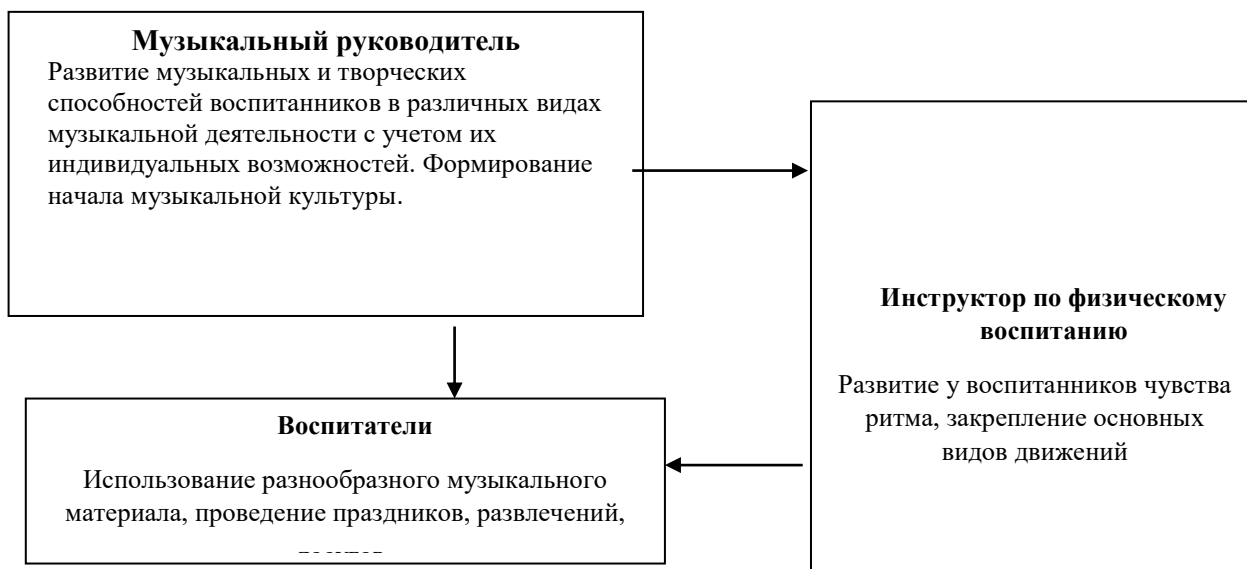 Музыкальный руководитель
Развитие музыкальных и творческих
способностей воспитанников в различных видах
музыкальной деятельности с учетом их
индивидуальных возможностей. Формирование
начала музыкальной культуры.
Инструктор по физическому
воспитанию
Развитие у воспитанников чувства
ритма, закрепление основных
видов движений
Воспитатели
Использование разнообразного музыкального
материала, проведение праздников, развлечений,